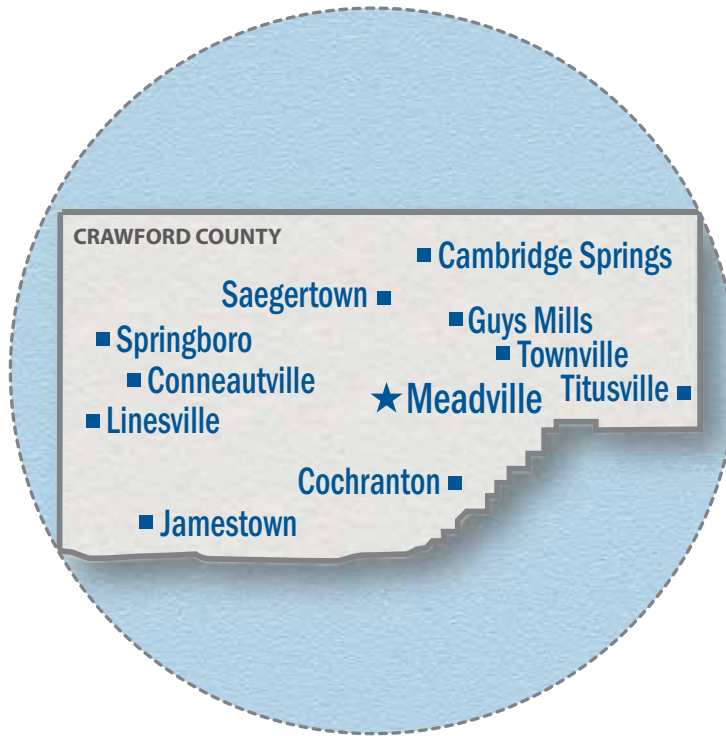 CRAWFORD COUNTY
Cambridge Springs
Saegertown
Guys Mills
Springboro
Townville
Conneautville
Titusville
Meadville
Linesville
Cochranton
Jamestown